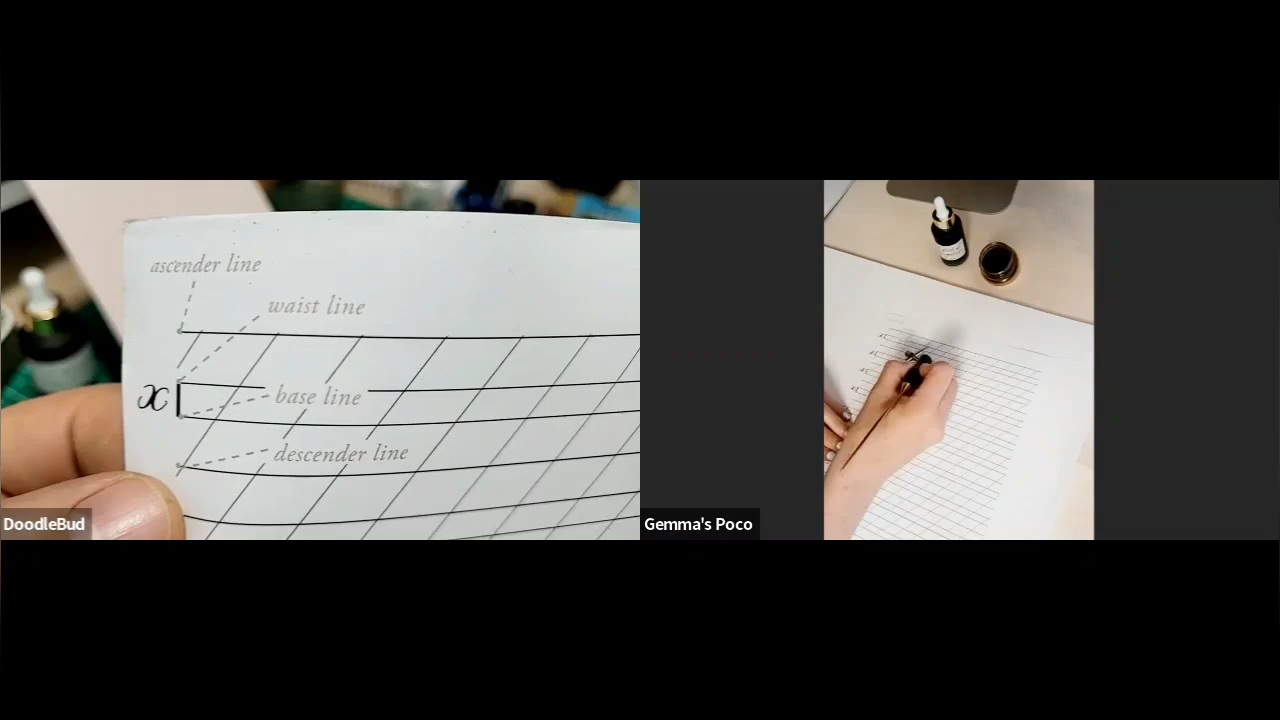 ascender line
waist line
x
base line
descender line
DoodleBud
Gemma's Poco